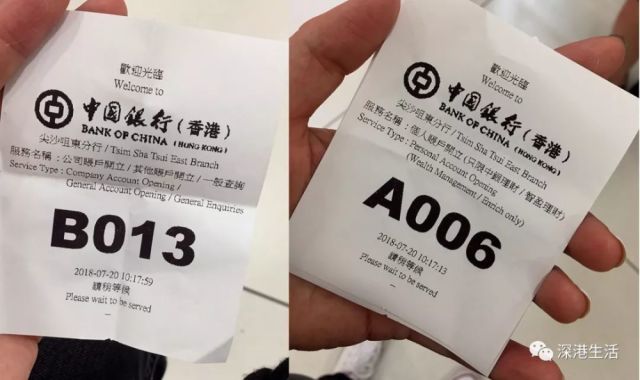 歡迎光臨
Welcome to
中國銀行(香港)
BANK OF CHINA (HONG KONG)
尖沙咀東分行 / Tsim Sha Tsui East Branch
服務名稱：公司賬戶開立 / 其他賬戶開立 / 一般查詢
Service Type : Company Account Opening /
General Account Opening / General Enquiries
B013
2018-07-20 10:17:59
請稍等候
Please wait to be served
歡迎光臨
Welcome to
中國銀行(香港)
BANK OF CHINA (HONG KONG)
尖沙咀東分行 / Tsim Sha Tsui East Branch
服務名稱：個人賬戶開立 (只限中銀理財 / 智盈理財)
Service Type : Personal Account Opening
(Wealth Management / Enrich only)
A006
2018-07-20 10:17:13
請稍等候
Please wait to be served
深港生活